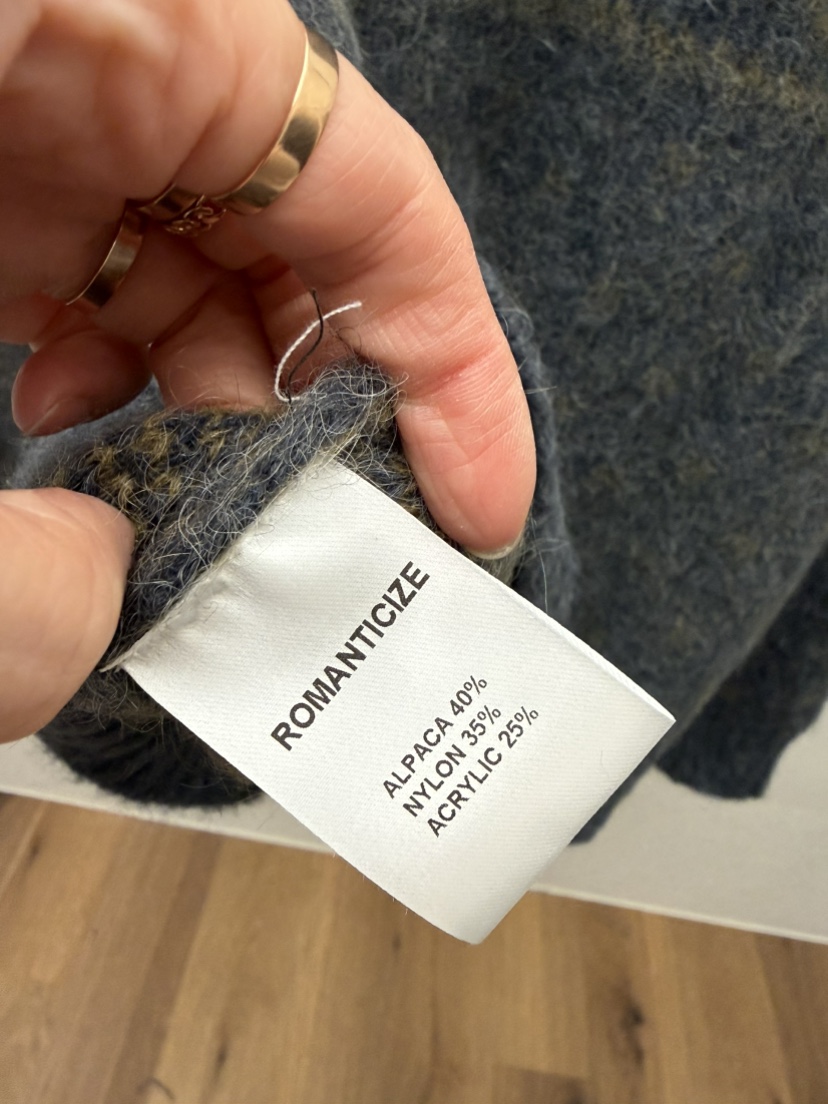 ROMANTICIZE
ALPACA 40%
NYLON 35%
ACRYLIC 25%